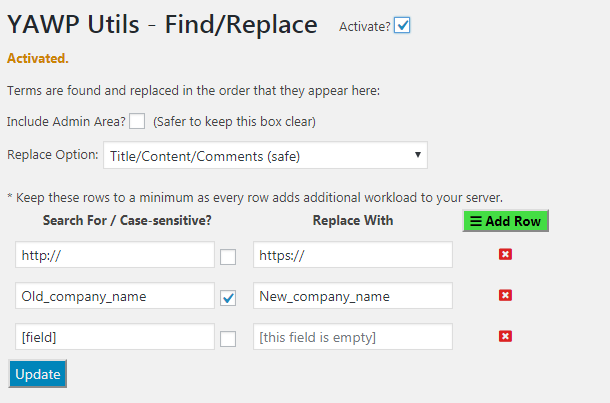 YAWP Utils - Find/Replace Activate?
Activated.
Terms are found and replaced in the order that they appear here:
Include Admin Area? (Safer to keep this box clear)
Replace Option: Title/Content/Comments (safe)
* Keep these rows to a minimum as every row adds additional workload to your server.
Search For / Case-sensitive? Replace With Add Row
http:// https://
Old_company_name New_company_name
[field] [this field is empty]
Update